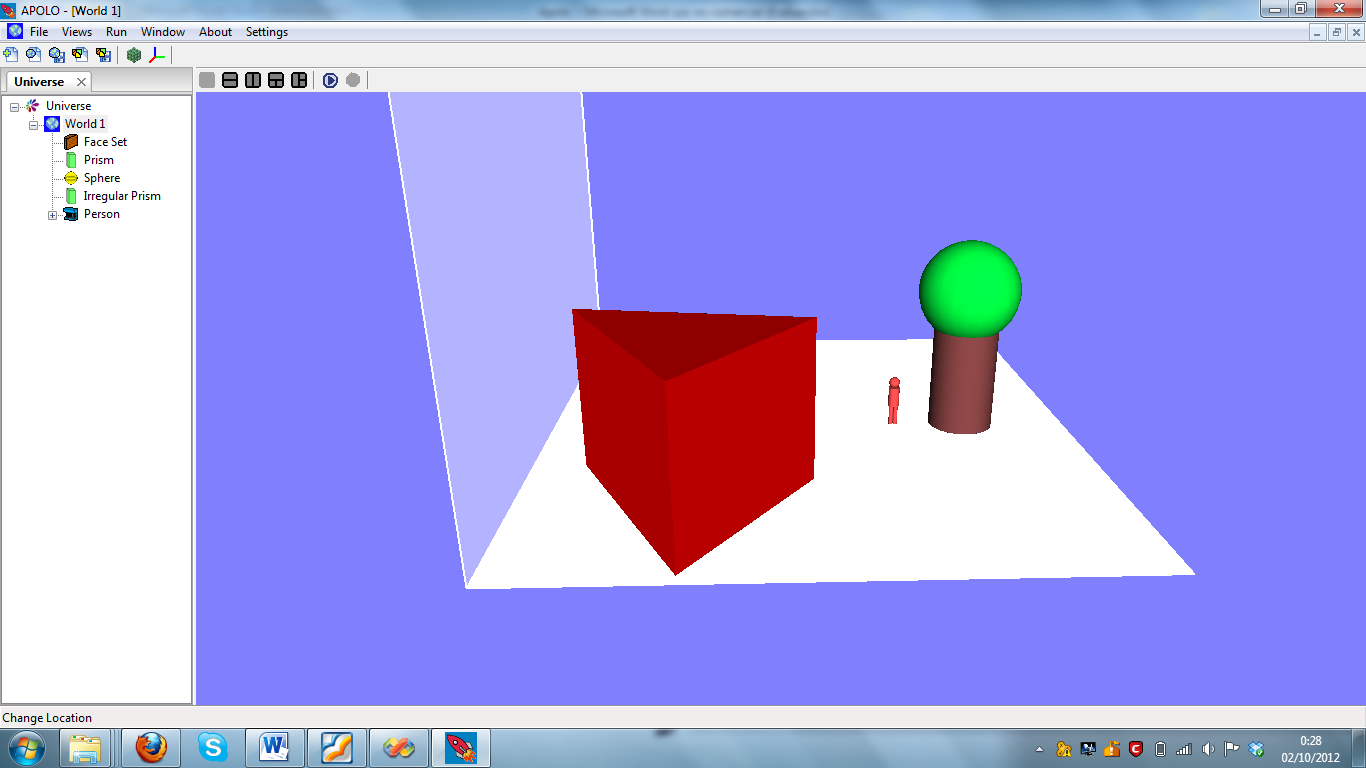 APOLO - [World 1]
File Views Run Window About Settings
Universe
Universe
World 1
Face Set
Prism
Sphere
Irregular Prism
Person
Change Location
0:28
02/10/2012